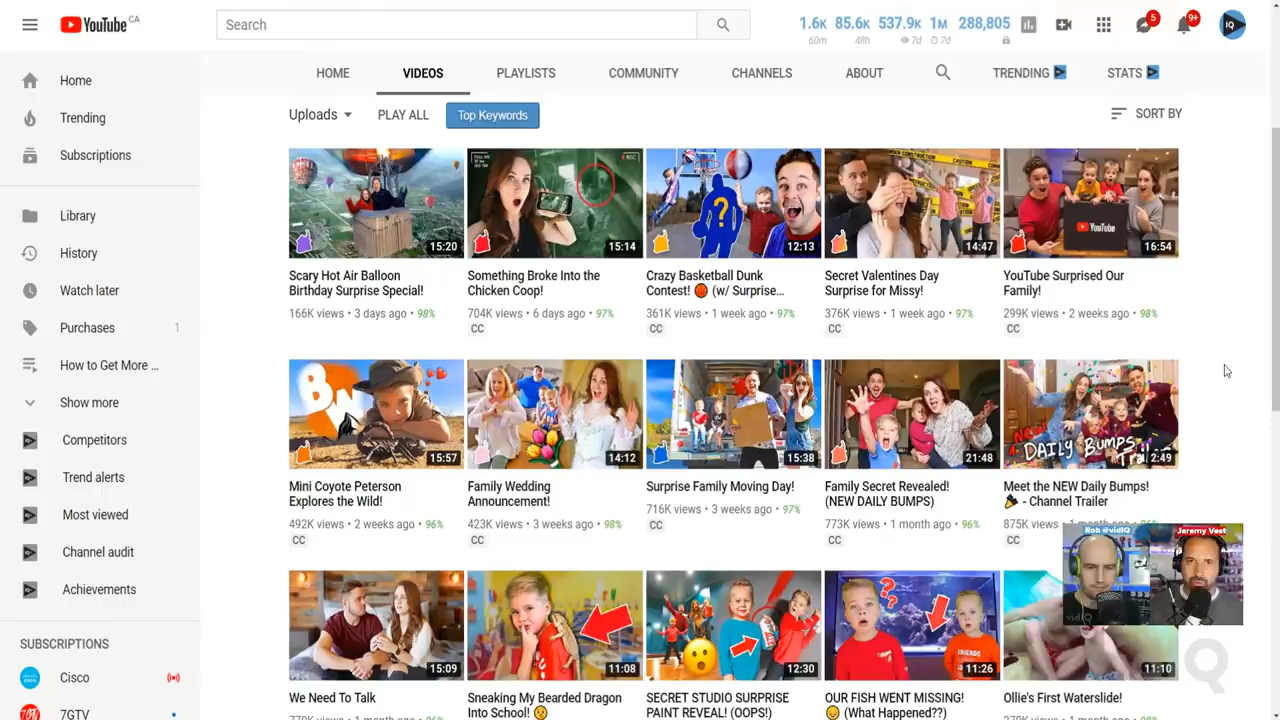 YouTube CA
Search
1.6K 85.6K 537.9K 1M 288,805
60m 48h 7d 7d
5
9+
IQ
HOME VIDEOS PLAYLISTS COMMUNITY CHANNELS ABOUT TRENDING STATS
Uploads PLAY ALL Top Keywords SORT BY
Home
Trending
Subscriptions
Library
History
Watch later
Purchases 1
How to Get More ...
Show more
Competitors
Trend alerts
Most viewed
Channel audit
Achievements
SUBSCRIPTIONS
Cisco
7GTV
15:20
Scary Hot Air Balloon
Birthday Surprise Special!
166K views • 3 days ago • 98%
REC
15:14
Something Broke Into the
Chicken Coop!
704K views • 6 days ago • 97%
CC
?
12:13
Crazy Basketball Dunk
Contest! 🏀 (w/ Surprise...
361K views • 1 week ago • 97%
CC
14:47
Secret Valentines Day
Surprise for Missy!
376K views • 1 week ago • 97%
CC
YouTube
16:54
YouTube Surprised Our
Family!
299K views • 2 weeks ago • 98%
CC
15:57
Mini Coyote Peterson
Explores the Wild!
492K views • 2 weeks ago • 96%
CC
14:12
Family Wedding
Announcement!
423K views • 3 weeks ago • 98%
CC
15:38
Surprise Family Moving Day!
716K views • 3 weeks ago • 97%
CC
21:48
Family Secret Revealed!
(NEW DAILY BUMPS)
773K views • 1 month ago • 96%
CC
NEW
DAILY BUMPS
Trailer
2:49
Meet the NEW Daily Bumps!
🎉 - Channel Trailer
875K views • 1 month ago
CC
15:09
We Need To Talk
11:08
Sneaking My Bearded Dragon
Into School! 😯
12:30
SECRET STUDIO SURPRISE
PAINT REVEAL! (OOPS!)
??
11:26
OUR FISH WENT MISSING!
😢 (What Happened??)
11:10
Ollie's First Waterslide!
Rob @vidIQ
Jeremy Vest
vidIQ